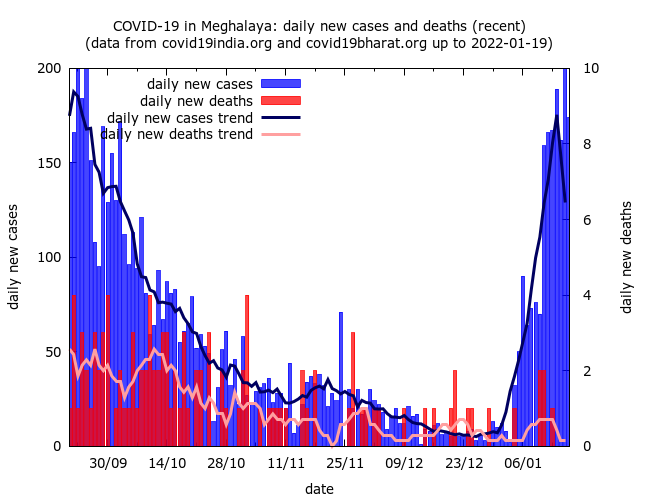 COVID-19 in Meghalaya: daily new cases and deaths (recent)
(data from covid19india.org and covid19bharat.org up to 2022-01-19)
daily new cases
daily new deaths
daily new cases trend
daily new deaths trend
200
150
100
50
0
10
8
6
4
2
0
daily new cases
daily new deaths
30/09 14/10 28/10 11/11 25/11 09/12 23/12 06/01
date